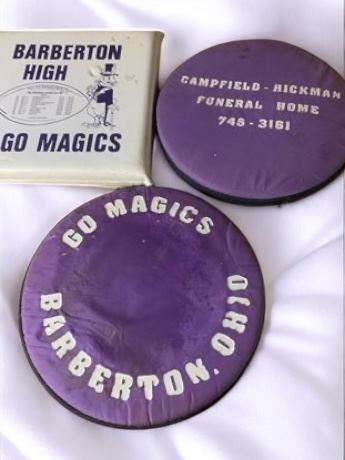 BARBERTON
HIGH
GO MAGICS
CAMPFIELD - HICKMAN
FUNERAL HOME
745 - 3161
GO MAGICS
BARBERTON. OHIO